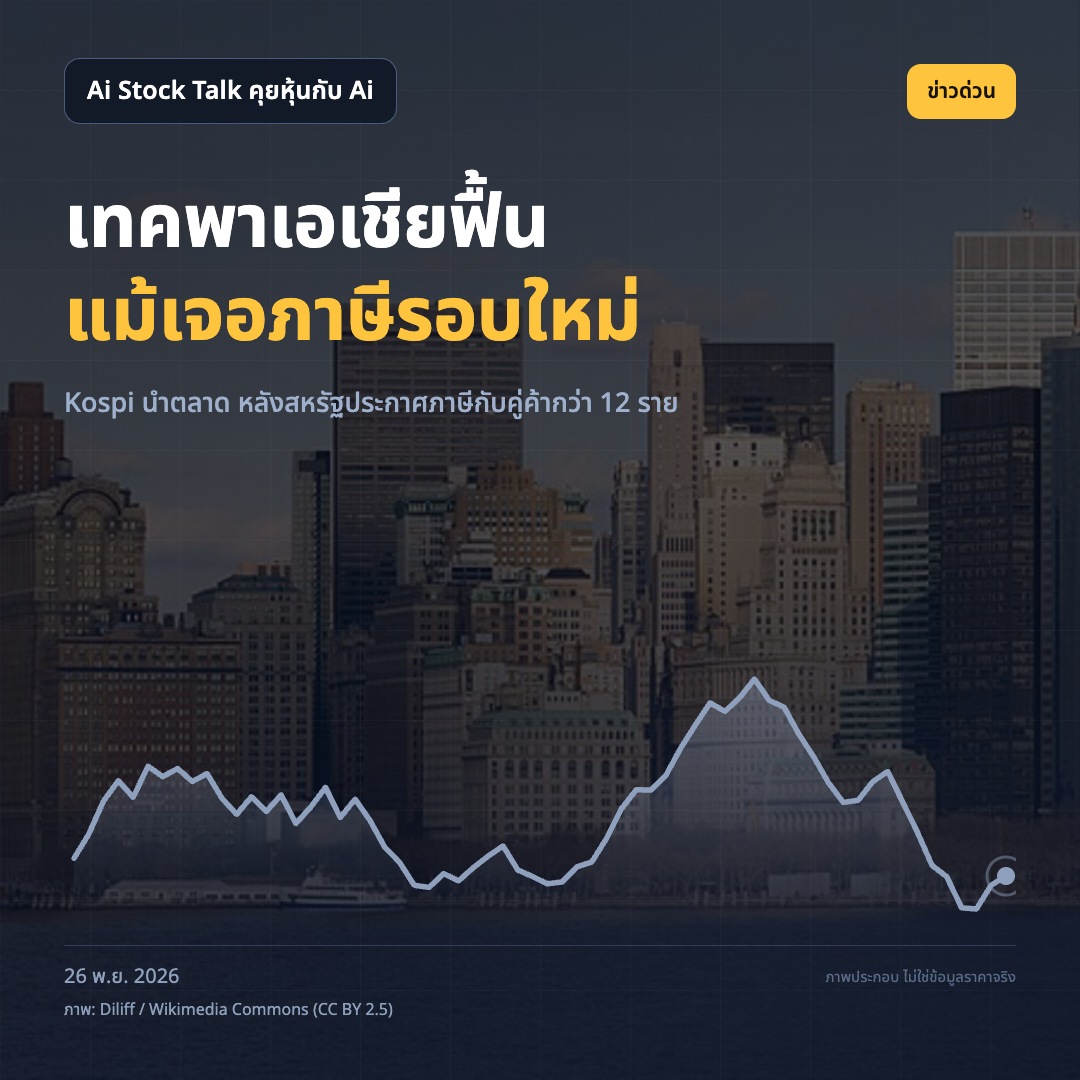 Ai Stock Talk คุยหุ้นกับ Ai
ข่าวด่วน
เทคพาเอเชียฟื้น
แม้เจอภาษีรอบใหม่
Kospi นำตลาด หลังสหรัฐประกาศภาษีกับคู่ค้ากว่า 12 ราย
26 พ.ย. 2026
ภาพประกอบ ไม่ใช่ข้อมูลราคาจริง
ภาพ: Diliff / Wikimedia Commons (CC BY 2.5)